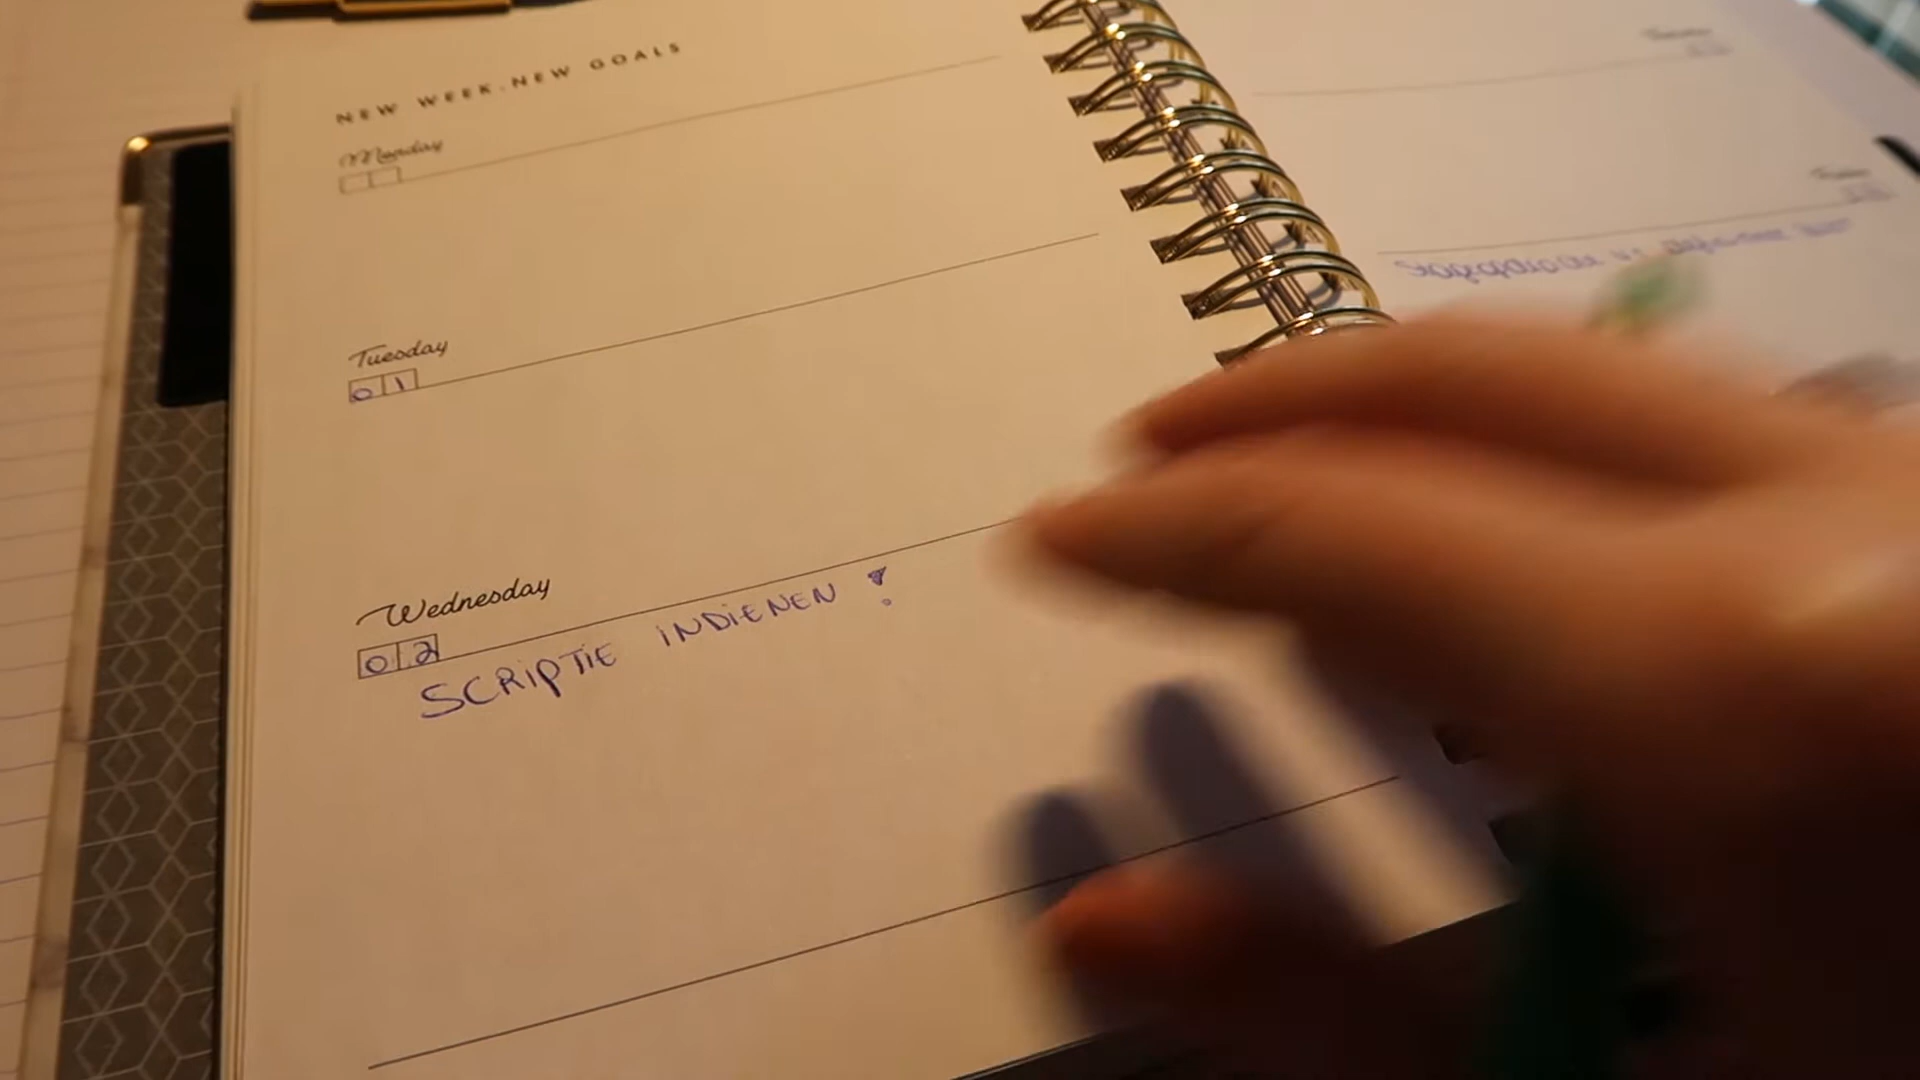 NEW WEEK. NEW GOALS
Monday
Tuesday
01
Wednesday
02
SCRIPTIE INDIENEN !